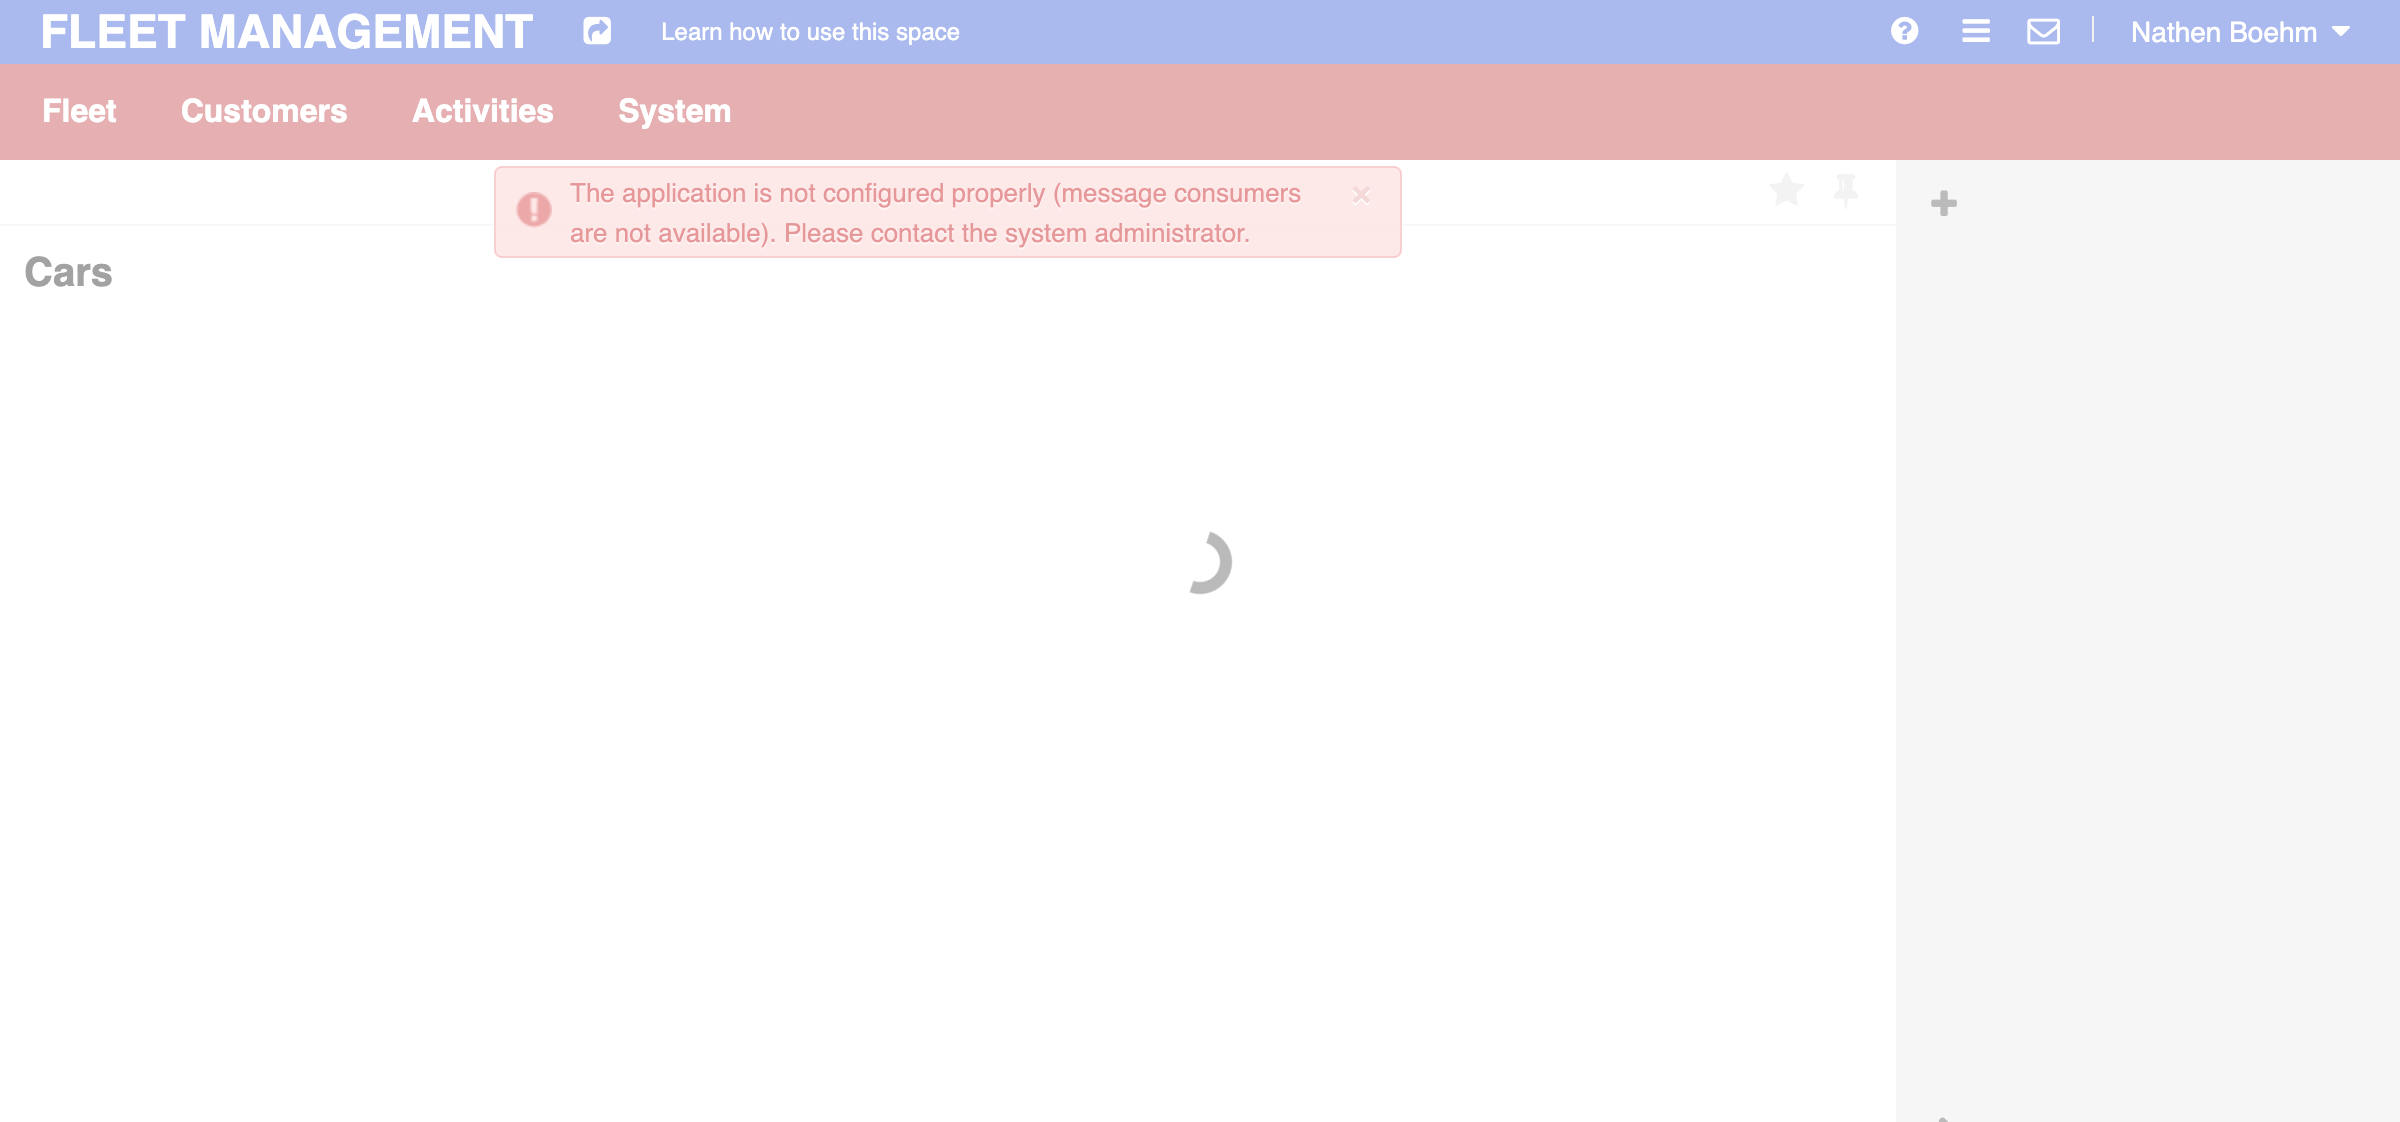 FLEET MANAGEMENT
Learn how to use this space
Nathen Boehm
Fleet
Customers
Activities
System
The application is not configured properly (message consumers
are not available). Please contact the system administrator.
Cars